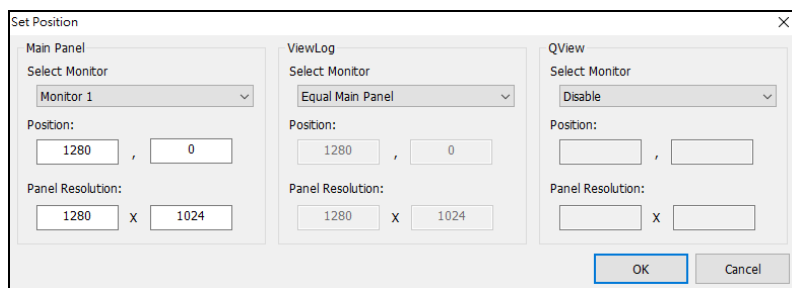 Set Position
Main Panel
Select Monitor
Monitor 1
Position:
1280 , 0
Panel Resolution:
1280 X 1024
ViewLog
Select Monitor
Equal Main Panel
Position:
1280 , 0
Panel Resolution:
1280 X 1024
QView
Select Monitor
Disable
Position:
,
Panel Resolution:
X
OK Cancel